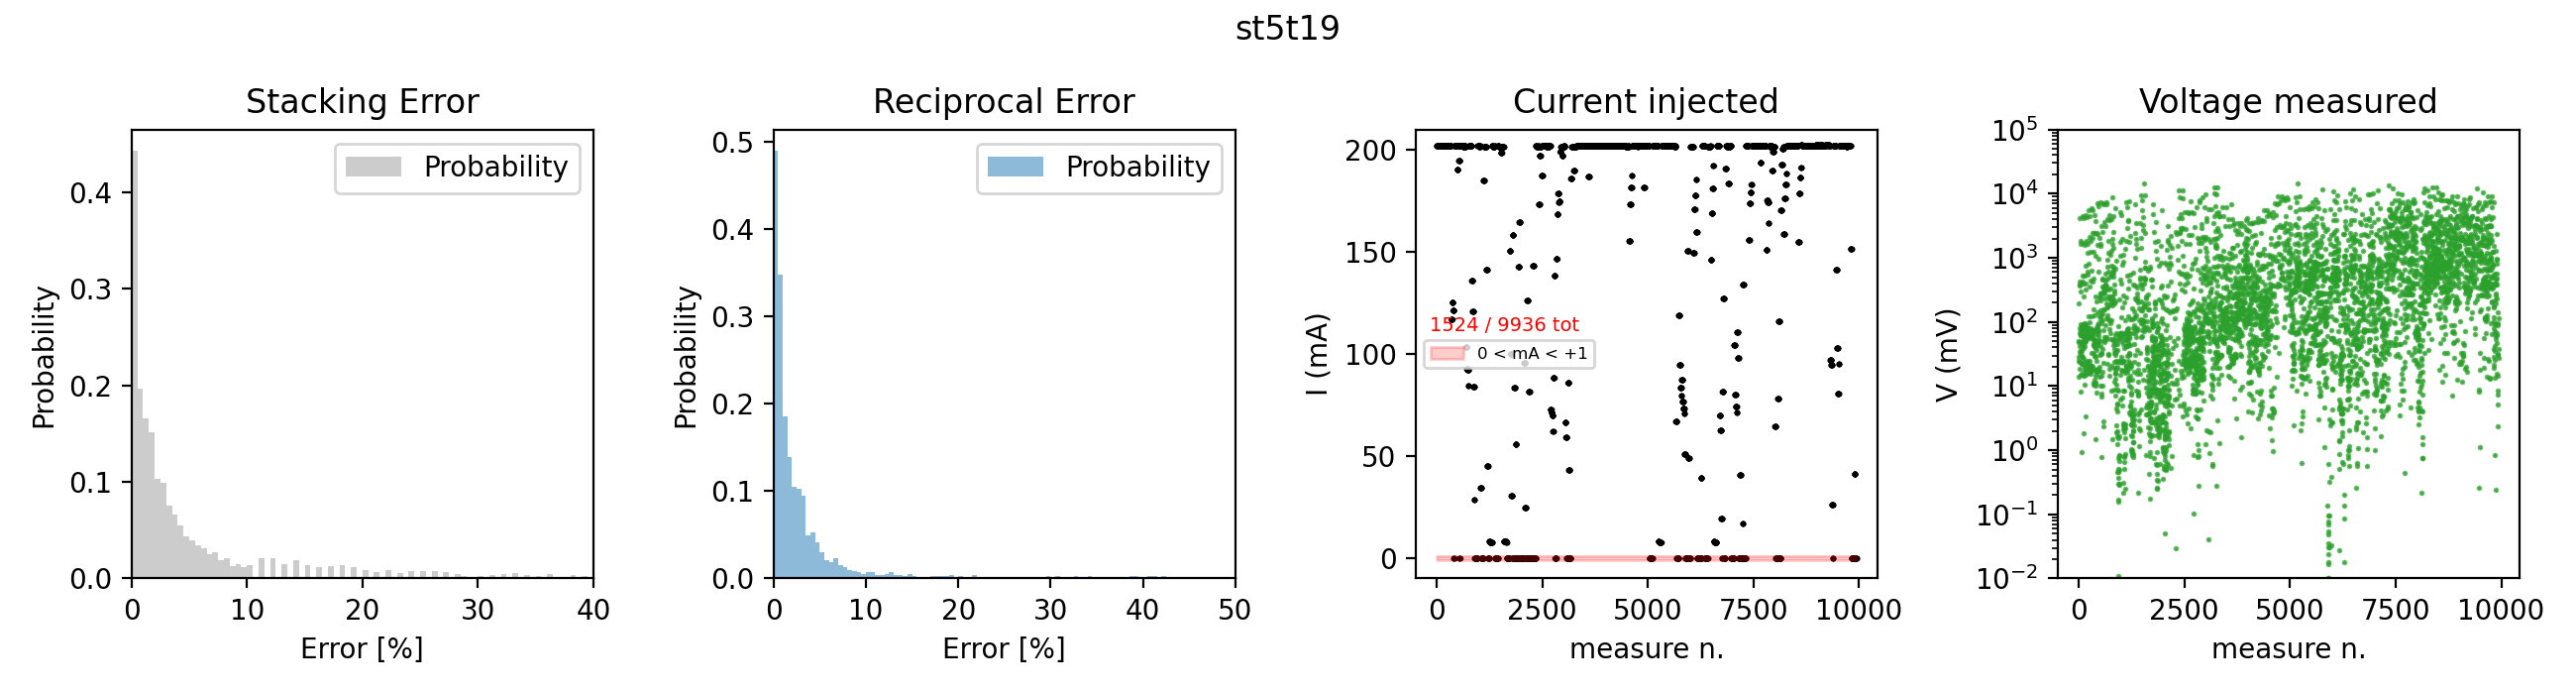 st5t19
Stacking Error
Probability
0.4
0.3
0.2
0.1
0.0
0 10 20 30 40
Error [%]
Probability
Reciprocal Error
Probability
0.5
0.4
0.3
0.2
0.1
0.0
0 10 20 30 40 50
Error [%]
Probability
Current injected
200
150
100
50
0
1524 / 9936 tot
0 < mA < +1
0 2500 5000 7500 10000
measure n.
I (mA)
Voltage measured
10⁵
10⁴
10³
10²
10¹
10⁰
10⁻¹
10⁻²
0 2500 5000 7500 10000
measure n.
V (mV)